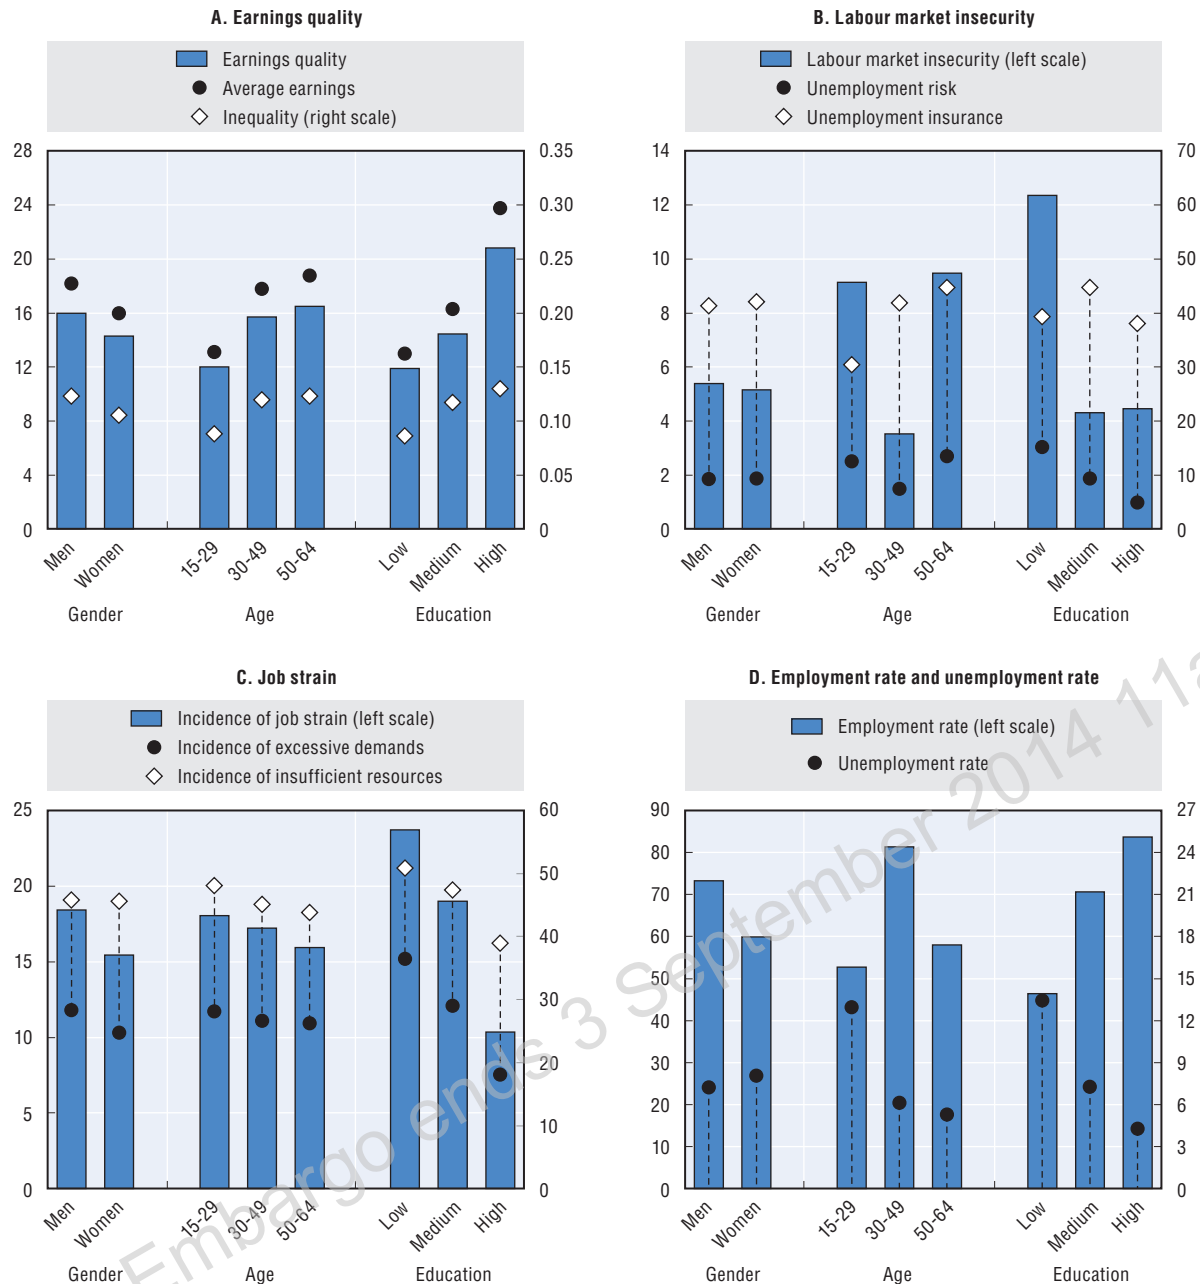 A. Earnings quality
Earnings quality
Average earnings
Inequality (right scale)
28 0.35
24 0.30
0.25
20
0.20
16
12 0.15
8 0.10
4 0.05
0 0
Men Women 15-29 30-49 50-64 Low Medium High
Gender Age Education
B. Labour market insecurity
Labour market insecurity (left scale)
Unemployment risk
Unemployment insurance
14 70
12 60
10 50
8 40
6 30
4 20
2 10
0 0
Men Women 15-29 30-49 50-64 Low Medium High
Gender Age Education
C. Job strain
Incidence of job strain (left scale)
Incidence of excessive demands
Incidence of insufficient resources
25 60
50
20
40
15
30
10
20
5 10
0 0
Men Women 15-29 30-49 50-64 Low Medium High
Gender Age Education
D. Employment rate and unemployment rate
Employment rate (left scale)
Unemployment rate
90 27
80 24
70 21
60 18
50 15
40 12
30 9
20 6
10 3
0 0
Men Women 15-29 30-49 50-64 Low Medium High
Gender Age Education
Embargo ends 3 September 2014 11a